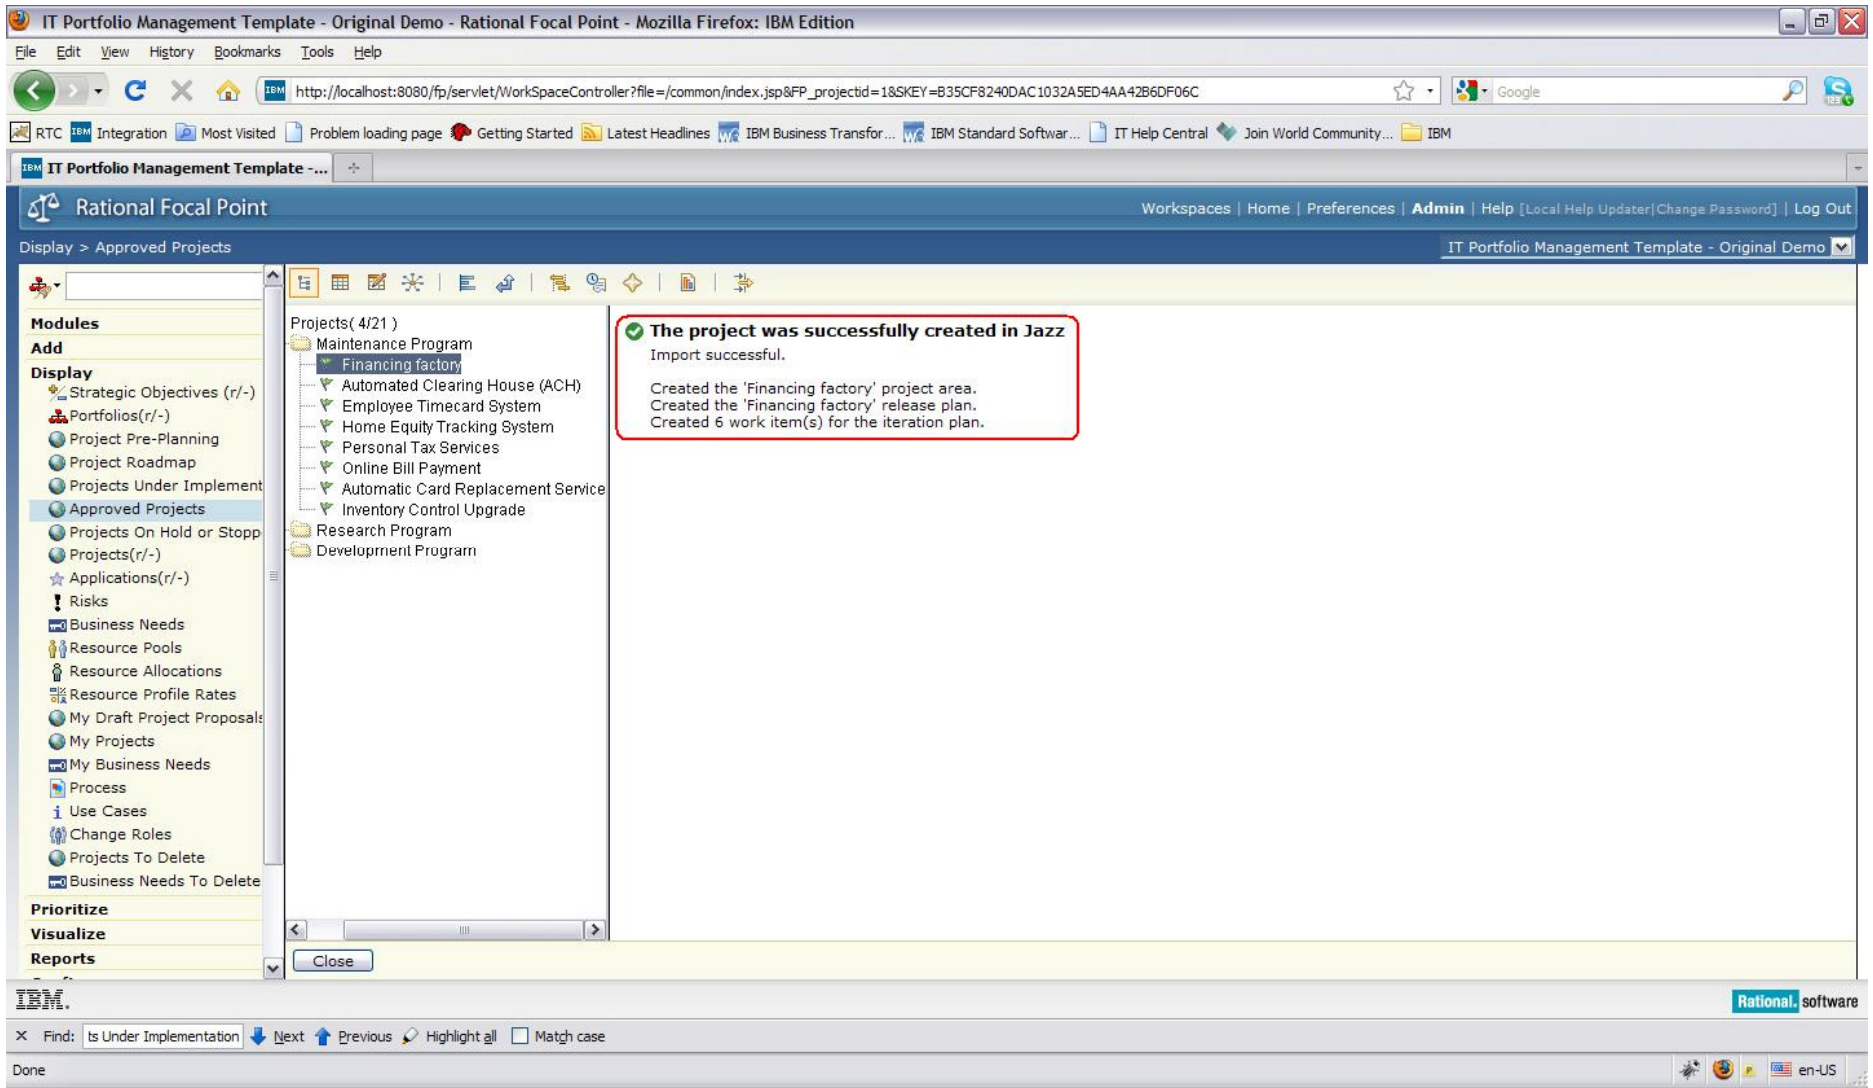 IT Portfolio Management Template - Original Demo - Rational Focal Point - Mozilla Firefox: IBM Edition
File Edit View History Bookmarks Tools Help
IBM http://localhost:8080/fp/servlet/WorkSpaceController?file=/common/index.jsp&FP_projectid=1&SKEY=B35CF8240DAC1032A5ED4AA42B6DF06C Google
RTC IBM Integration Most Visited Problem loading page Getting Started Latest Headlines IBM Business Transfor... IBM Standard Softwar... IT Help Central Join World Community... IBM
IBM IT Portfolio Management Template -...
Rational Focal Point
Workspaces | Home | Preferences | Admin | Help [Local Help Updater|Change Password] | Log Out
Display > Approved Projects
IT Portfolio Management Template - Original Demo
Modules
Add
Display
Strategic Objectives (r/-)
Portfolios(r/-)
Project Pre-Planning
Project Roadmap
Projects Under Implement
Approved Projects
Projects On Hold or Stopp
Projects(r/-)
Applications(r/-)
Risks
Business Needs
Resource Pools
Resource Allocations
Resource Profile Rates
My Draft Project Proposals
My Projects
My Business Needs
Process
Use Cases
Change Roles
Projects To Delete
Business Needs To Delete
Prioritize
Visualize
Reports
Projects( 4/21 )
Maintenance Program
Financing factory
Automated Clearing House (ACH)
Employee Timecard System
Home Equity Tracking System
Personal Tax Services
Online Bill Payment
Automatic Card Replacement Service
Inventory Control Upgrade
Research Program
Development Program
The project was successfully created in Jazz
Import successful.
Created the 'Financing factory' project area.
Created the 'Financing factory' release plan.
Created 6 work item(s) for the iteration plan.
Close
IBM.
Rational. software
Find: ts Under Implementation Next Previous Highlight all Match case
Done
en-US